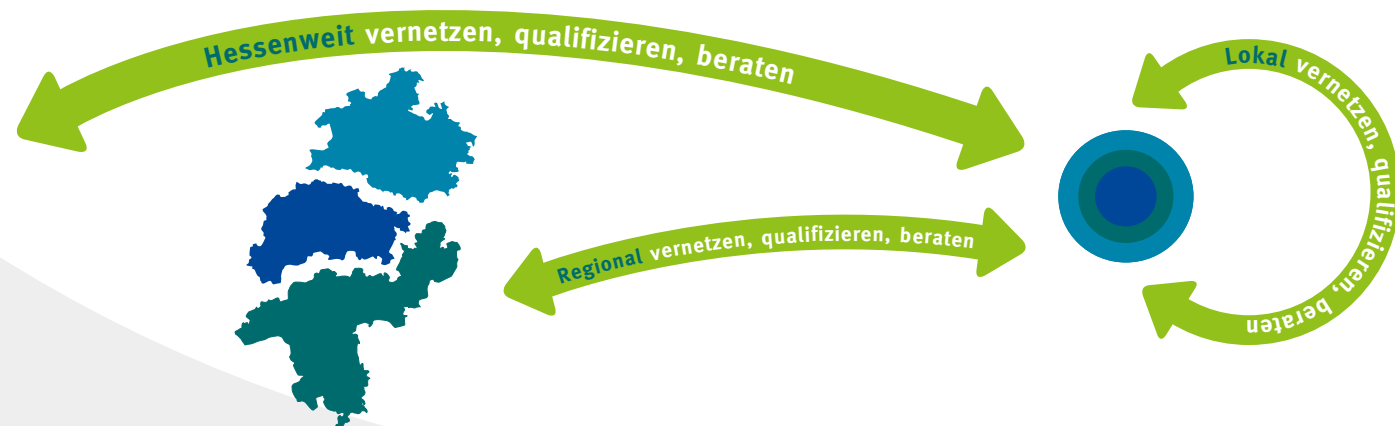 Hessenweit vernetzen, qualifizieren, beraten
Lokal vernetzen, qualifizieren, beraten
Regional vernetzen, qualifizieren, beraten